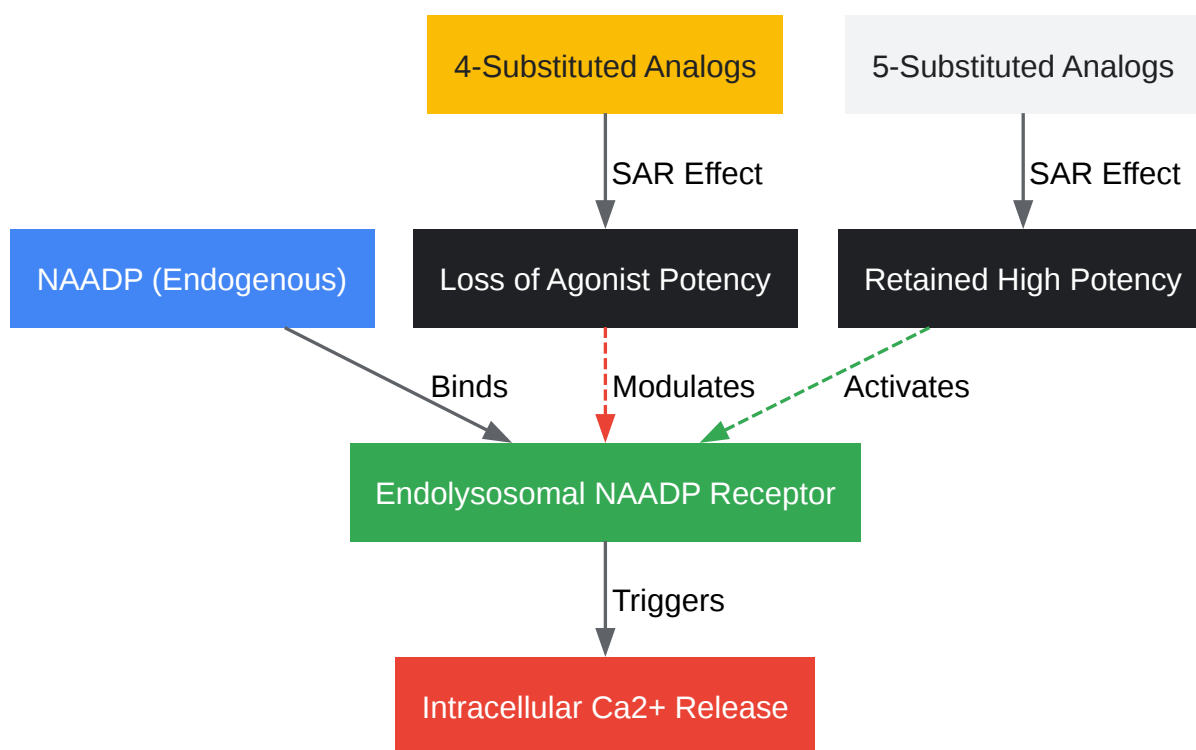 4-Substituted Analogs
5-Substituted Analogs
SAR Effect
SAR Effect
NAADP (Endogenous)
Loss of Agonist Potency
Retained High Potency
Binds
Modulates
Activates
Endolysosomal NAADP Receptor
Triggers
Intracellular Ca2+ Release